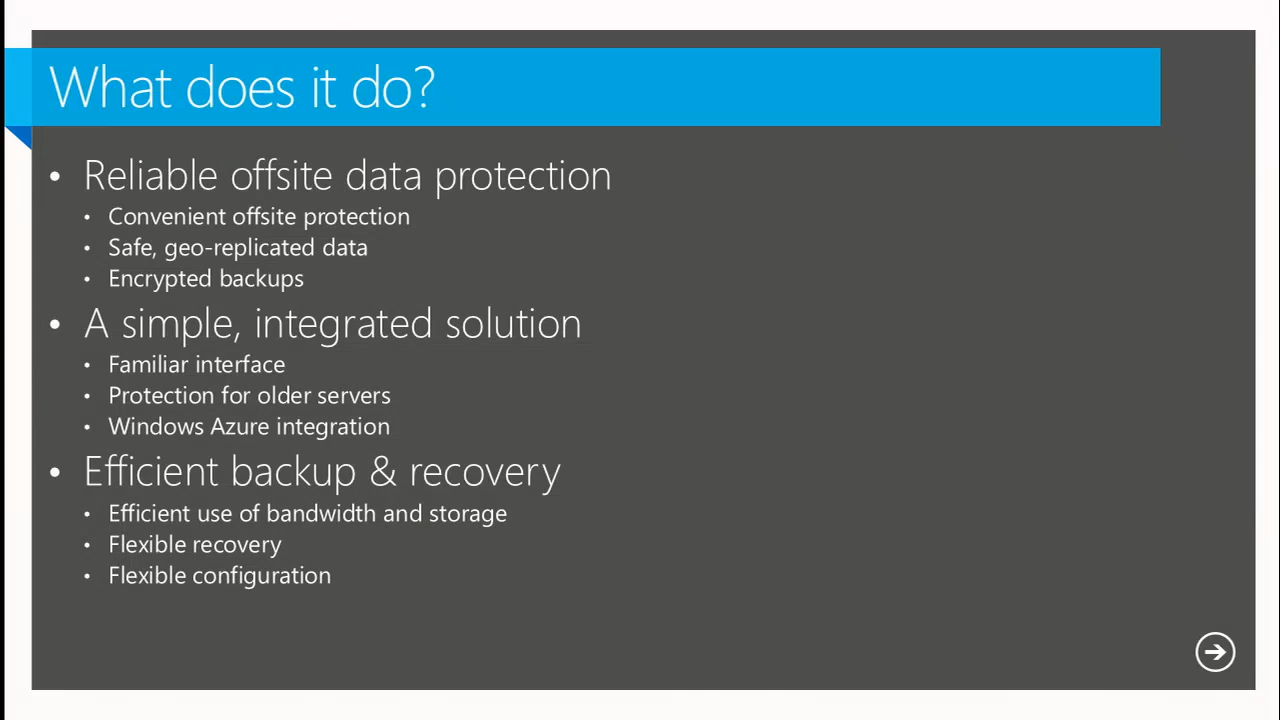 What does it do?
• Reliable offsite data protection
• Convenient offsite protection
• Safe, geo-replicated data
• Encrypted backups
• A simple, integrated solution
• Familiar interface
• Protection for older servers
• Windows Azure integration
• Efficient backup & recovery
• Efficient use of bandwidth and storage
• Flexible recovery
• Flexible configuration